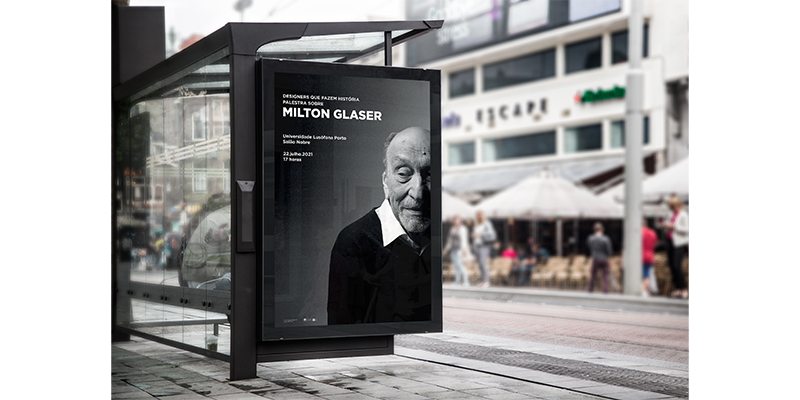 DESIGNERS QUE FAZEM HISTÓRIA
PALESTRA SOBRE
MILTON GLASER
Universidade Lusófona Porto
Salão Nobre
22.julho.2021
17 horas
ESCAPE